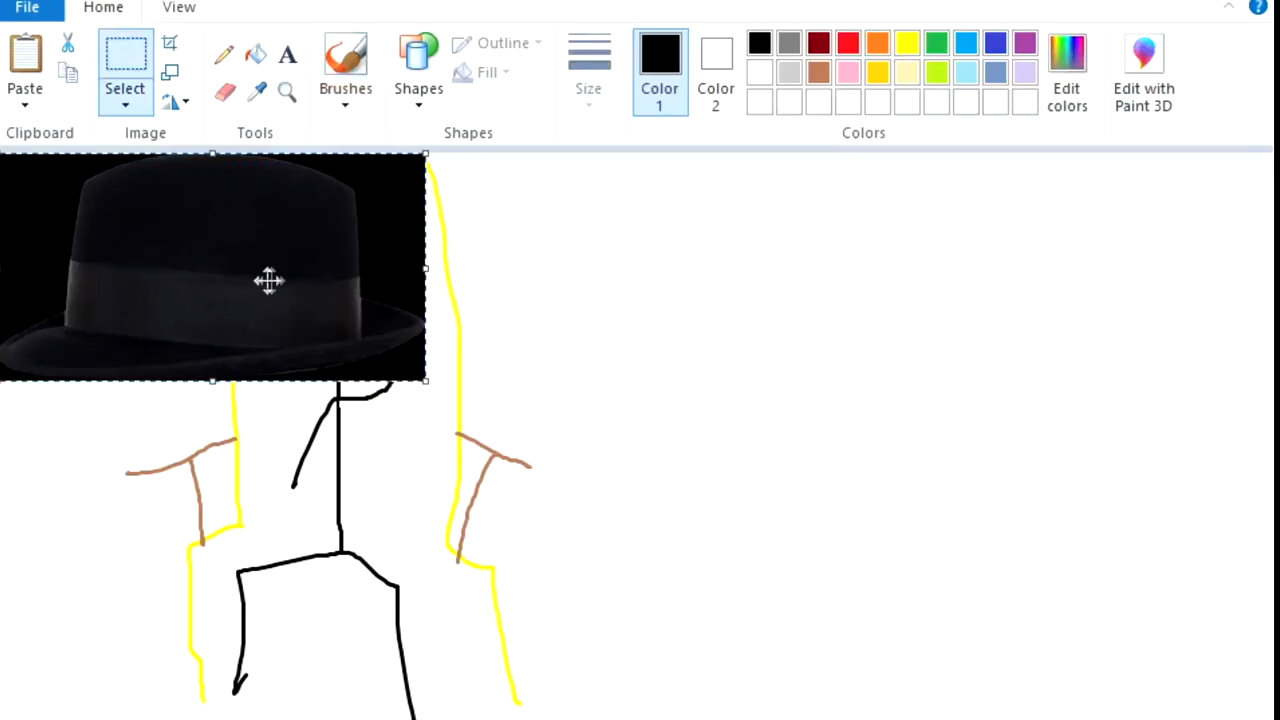 File Home View
Paste Select Brushes Shapes Outline Fill Size Color 1 Color 2 Edit colors Edit with Paint 3D
A
Clipboard Image Tools Shapes Colors